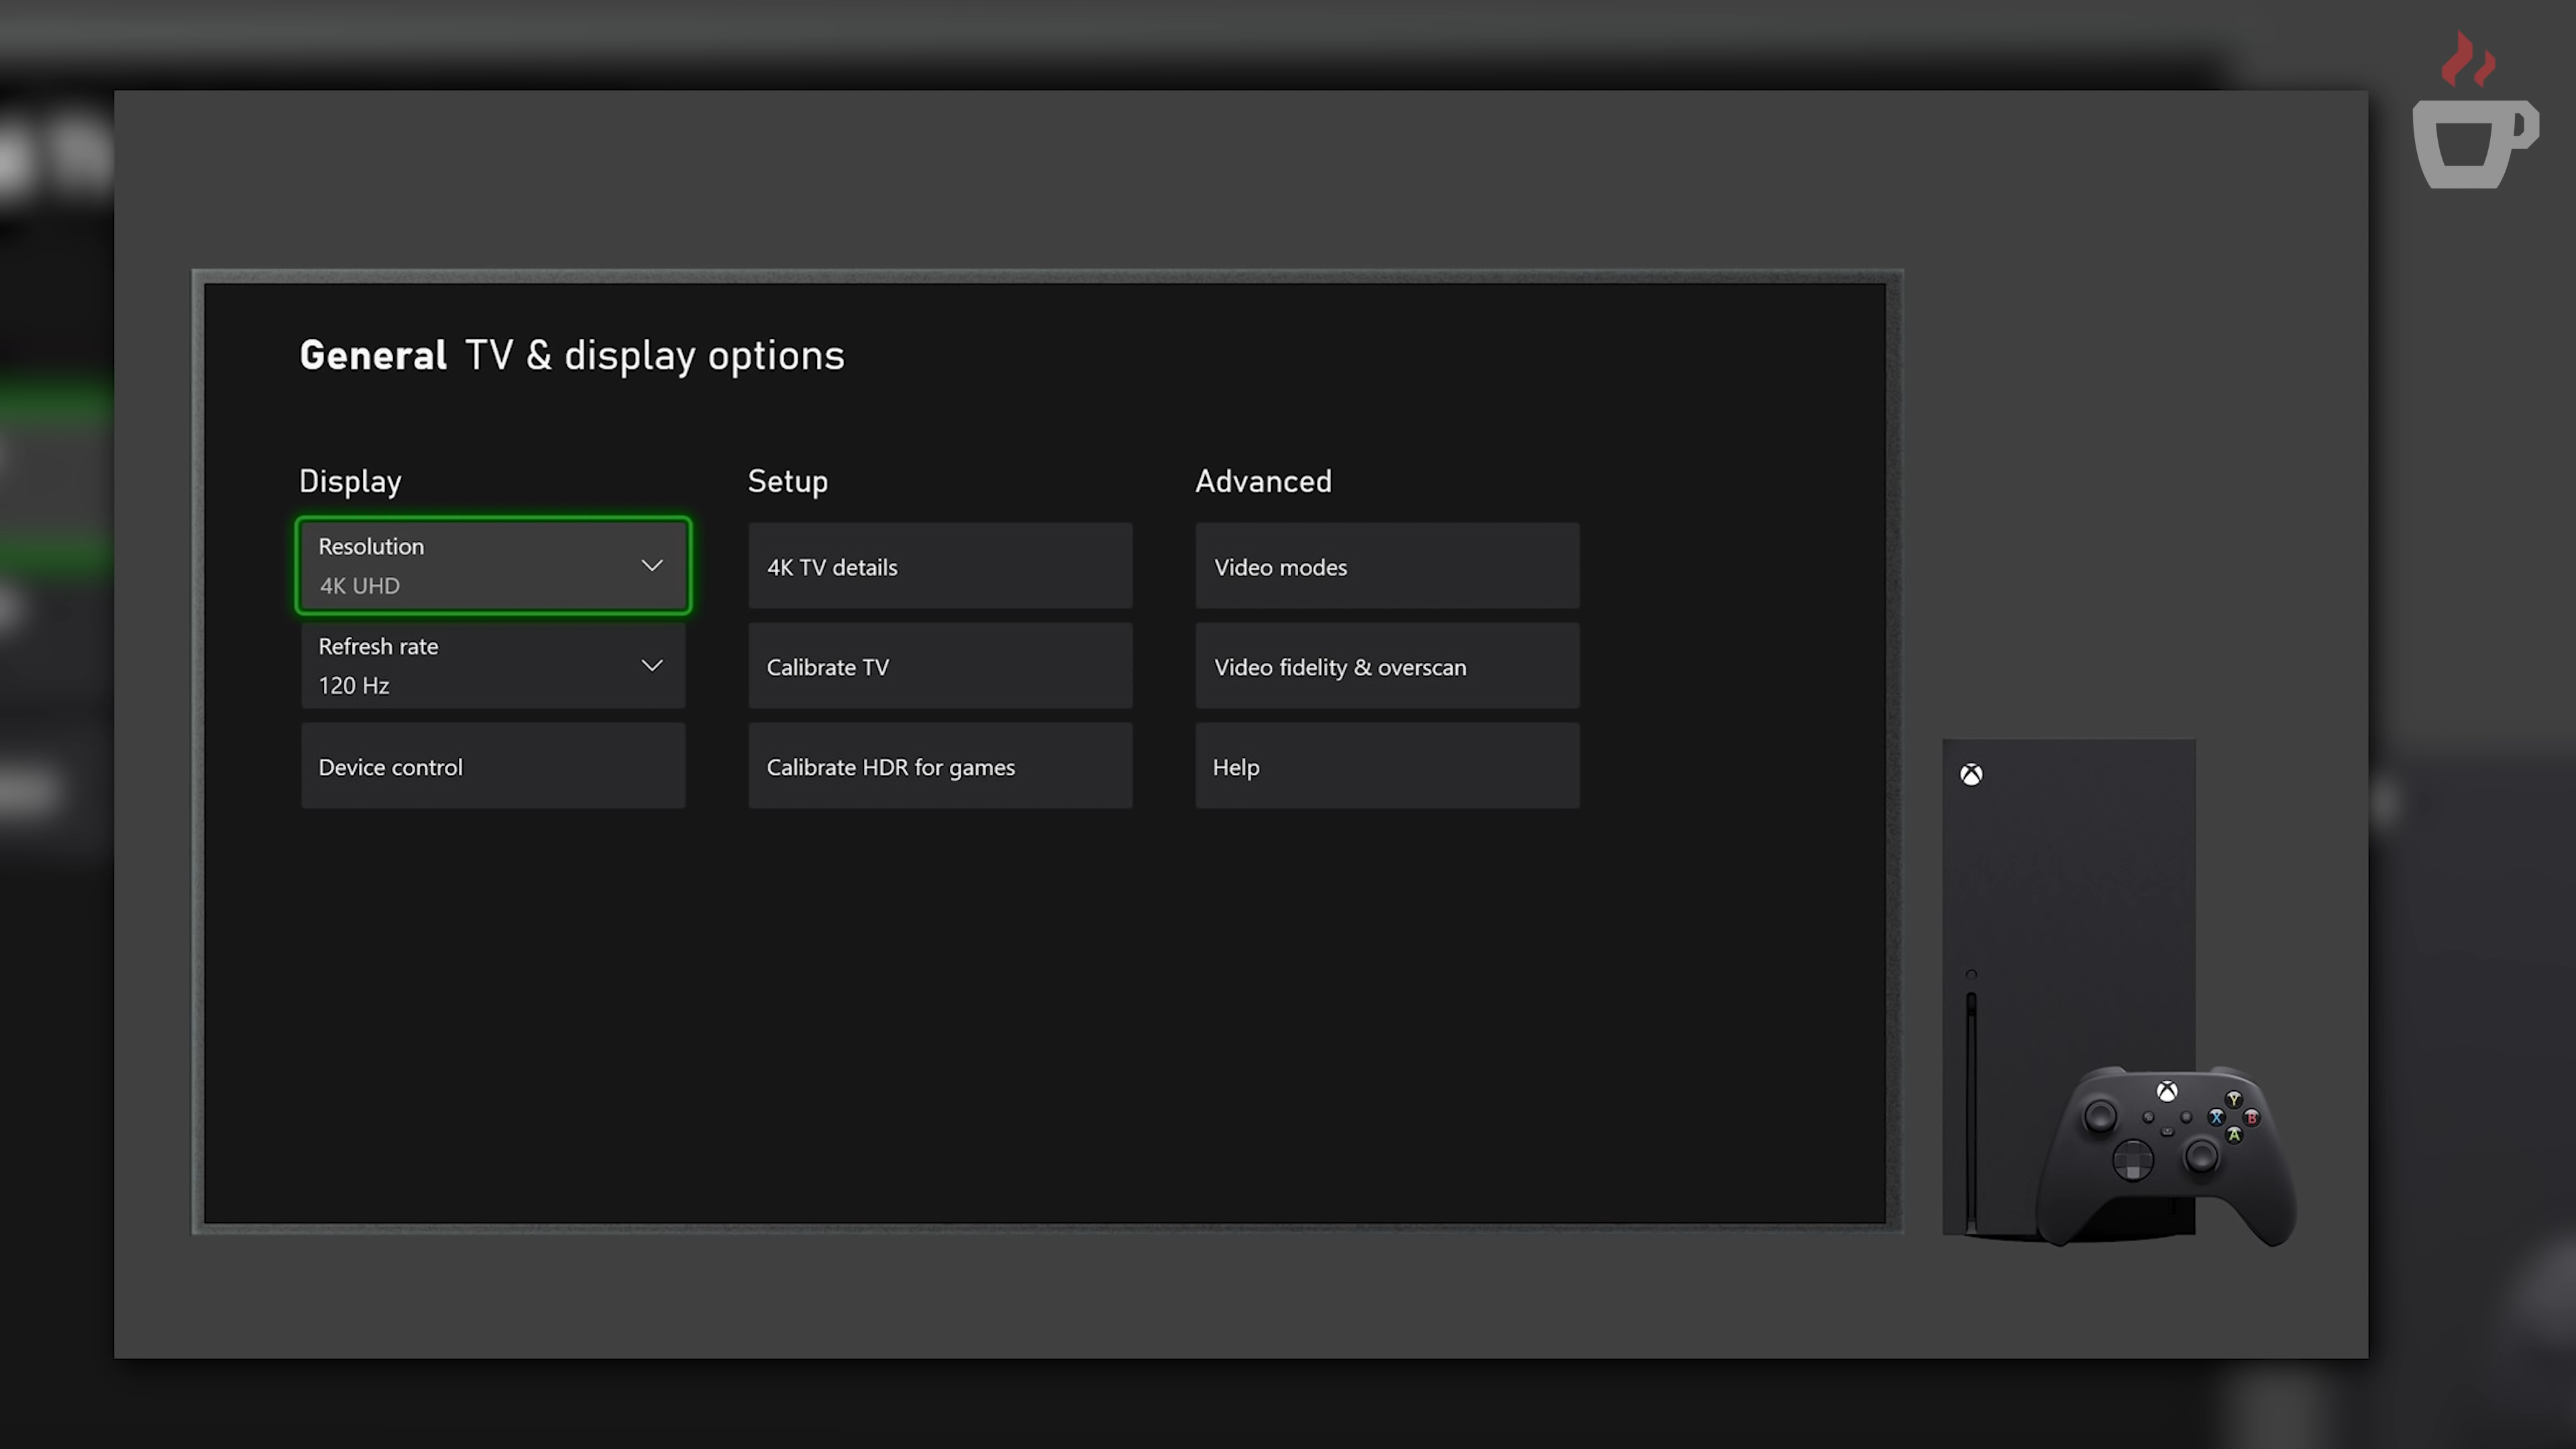 General TV & display options
Display
Resolution
4K UHD
Refresh rate
120 Hz
Device control
Setup
4K TV details
Calibrate TV
Calibrate HDR for games
Advanced
Video modes
Video fidelity & overscan
Help
Y
X
B
A